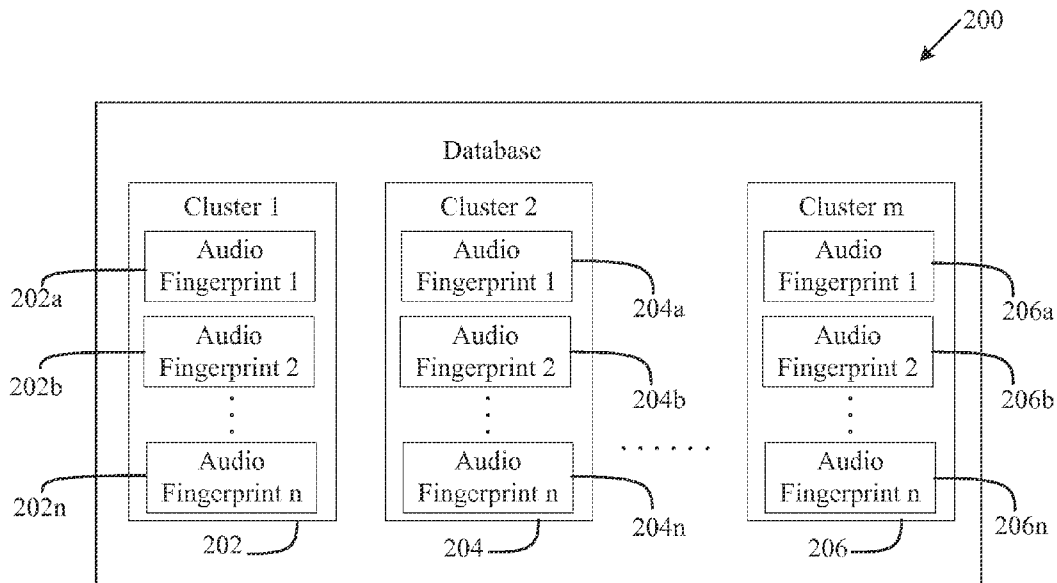 200
Database
Cluster 1
Audio
Fingerprint 1
Audio
Fingerprint 2
Audio
Fingerprint n
202a
202b
202n
202
Cluster 2
Audio
Fingerprint 1
Audio
Fingerprint 2
Audio
Fingerprint n
204a
204b
204n
204
. . . . . .
Cluster m
Audio
Fingerprint 1
Audio
Fingerprint 2
Audio
Fingerprint n
206a
206b
206n
206